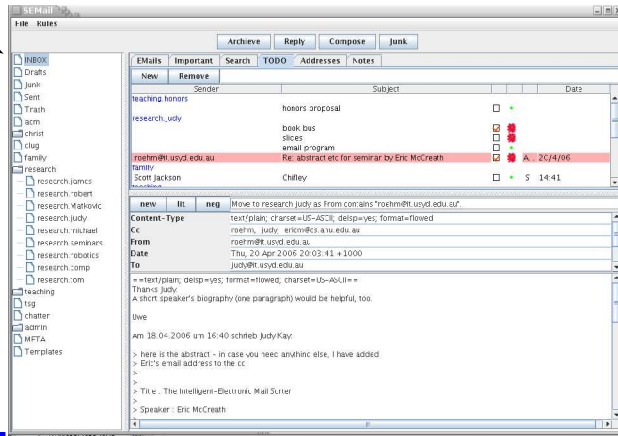 SEMail
File Rules
Archieve Reply Compose Junk
INBOX
Drafts
Junk
Sent
Trash
acm
christ
clug
family
research
research.james
research.robert
research.vlatkovic
research.judy
research.michael
research.seminars
research.robotics
research.comp
research.com
teaching
tsg
chatter
admin
META
Templates
EMails Important Search TODO Addresses Notes
New Remove
Sender Subject Date
teaching.honors
honors proposal
research.judy
book bus
slices
email program
roehm@it.usyd.edu.au Re: abstract etc for seminar by Eric McCreath A.. 20/4/06
family
Scott Jackson Chifley S 14:41
teaching
new lit neg Move to research judy as From contains "roehm@it.usyd.edu.au".
Content-Type text/plain; charset=US-ASCII; delsp=yes; format=flowed
Cc roehm, judy, ericm@cs.anu.edu.au
From roehm@it.usyd.edu.au
Date Thu, 20 Apr 2006 20:03:41 +1000
To judy@it.usyd.edu.au
==text/plain; delsp=yes; format=flowed; charset=US-ASCII==
Thanks Judy.
A short speaker's biography (one paragraph) would be helpful, too.
Uwe
Am 18.04.2006 um 16:40 schrieb Judy Kay:
> here is the abstract - in case you need anything else, I have added
> Eric's email address to the cc
>
>
> Title : The Intelligent-Electronic Mail Sorter
>
> Speaker : Eric McCreath
>